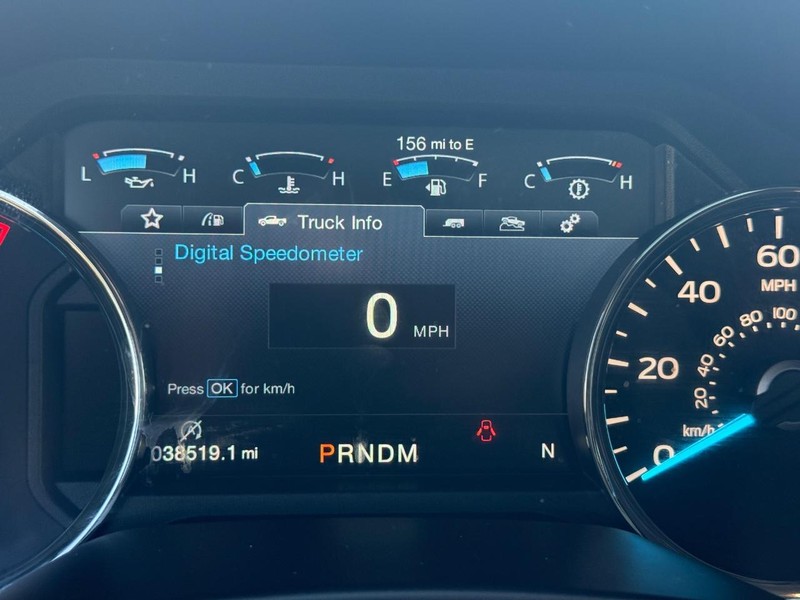 156 mi to E
L H C H E F C H
Truck Info
Digital Speedometer
0 MPH
Press OK for km/h
038519.1 mi
PRNDM
N
60
MPH
40
20
0
100
80
60
40
20
km/h